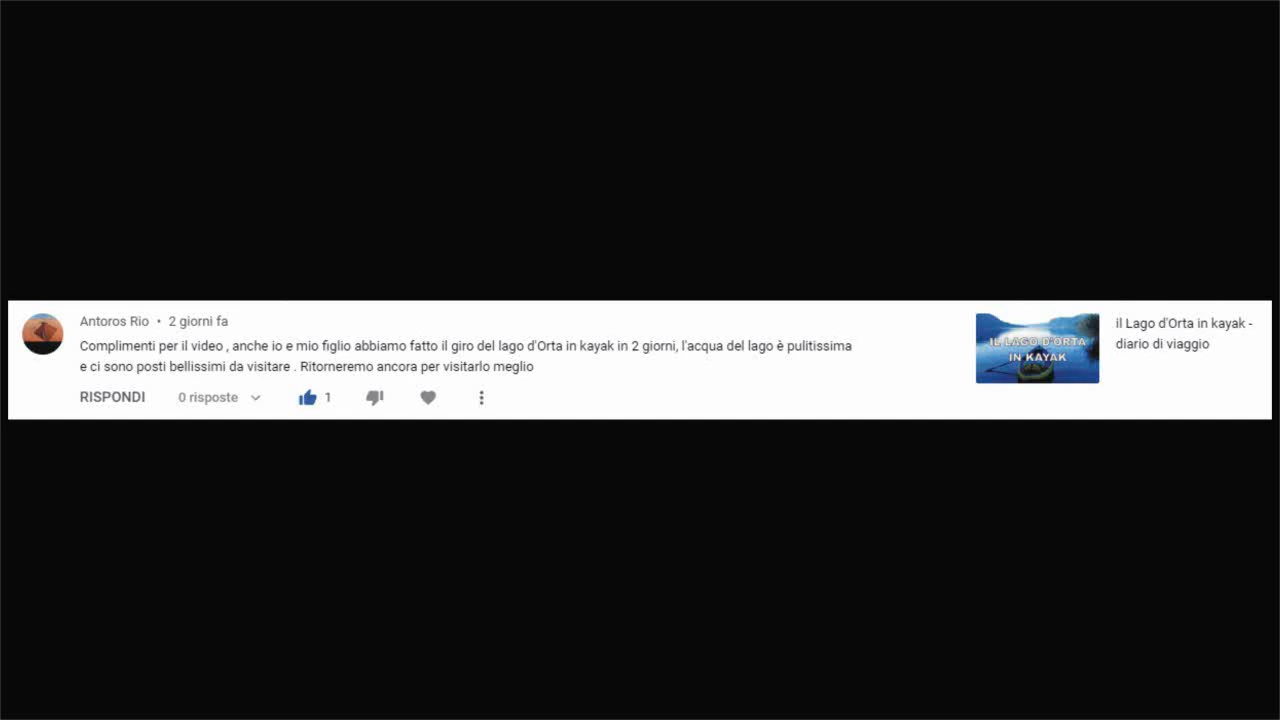 Antoros Rio • 2 giorni fa
Complimenti per il video , anche io e mio figlio abbiamo fatto il giro del lago d'Orta in kayak in 2 giorni, l'acqua del lago è pulitissima
e ci sono posti bellissimi da visitare . Ritorneremo ancora per visitarlo meglio
RISPONDI 0 risposte 1
IL LAGO D'ORTA
IN KAYAK
il Lago d'Orta in kayak -
diario di viaggio